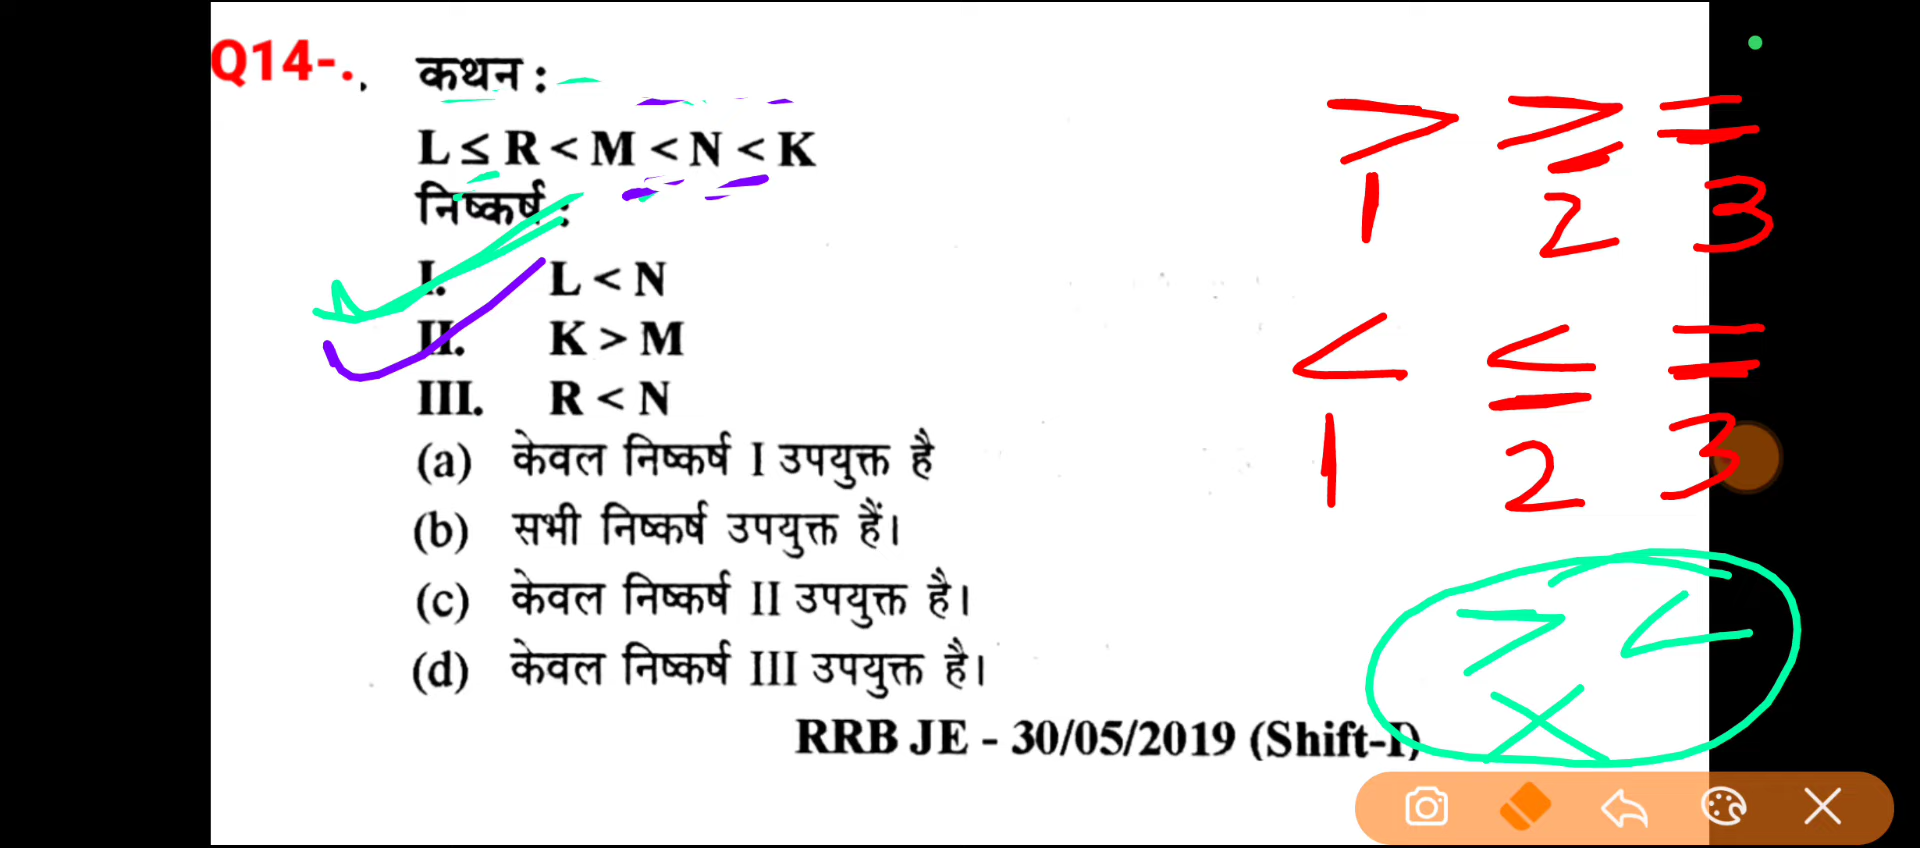 Q14-.
कथन :
L ≤ R < M < N < K
निष्कर्ष :
I. L < N
II. K > M
III. R < N
(a) केवल निष्कर्ष I उपयुक्त है
(b) सभी निष्कर्ष उपयुक्त हैं।
(c) केवल निष्कर्ष II उपयुक्त है।
(d) केवल निष्कर्ष III उपयुक्त है।
RRB JE - 30/05/2019 (Shift-I)
> ≥ =
1 2 3
< ≤ =
1 2 3
> <
X